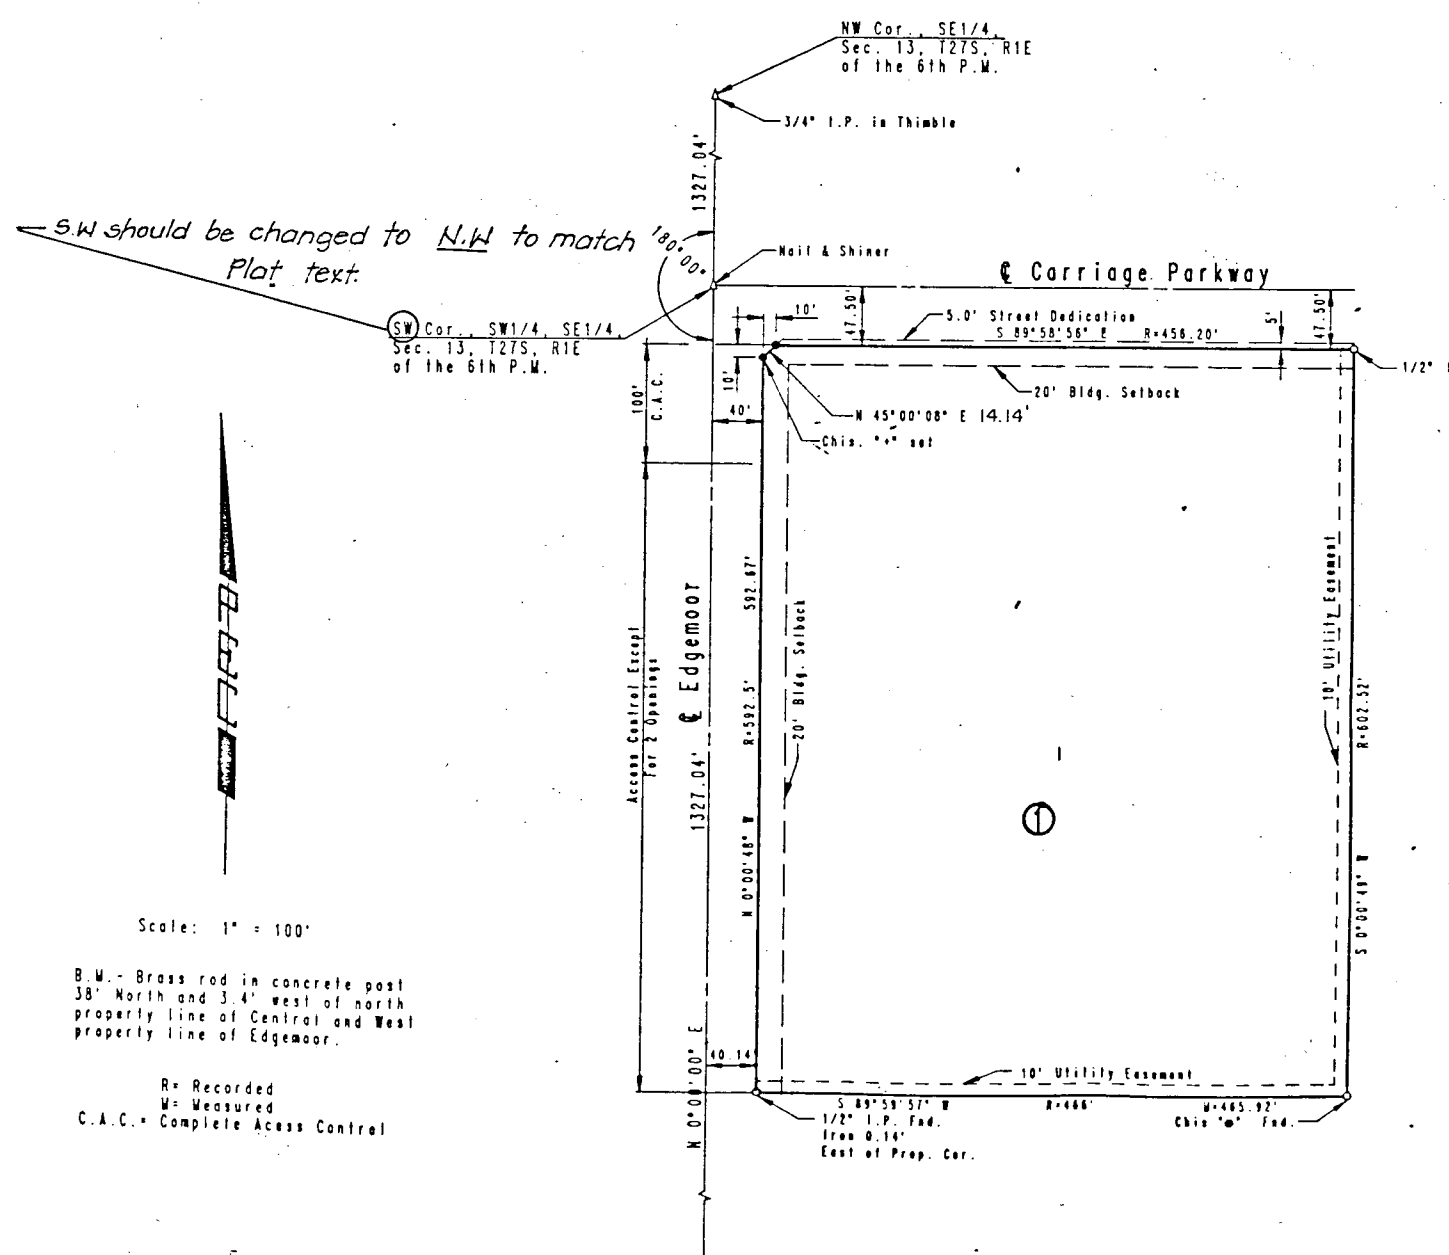 NW Cor., SE1/4,
Sec. 13, T27S, R1E
of the 6th P.M.
3/4" I.P. in Thimble
1327.04'
S.W should be changed to N.W to match
Plat text.
180°00"
Nail & Shiner
℄ Carriage Parkway
SW Cor., SW1/4, SE1/4,
Sec. 13, T27S, R1E
of the 6th P.M.
10'
47.50'
5.0' Street Dedication
S 89°58'56" E R=456.20'
5'
47.50'
1/2"
100'
C.A.C.
10'
40'
20' Bldg. Setback
N 45°00'08" E 14.14'
Chis. "+" set
Access Control Except
For 2 Openings
℄ Edgemoor
1327.04'
N 0°00'00" E
N 0°00'48" W R=592.5' 592.67'
20' Bldg. Setback
10' Utility Easement
S 0°00'49" W R=602.52'
1
1
Scale: 1" = 100'
B.M.- Brass rod in concrete post
38' North and 3.4' west of north
property line of Central and West
property line of Edgemoor.
R= Recorded
M= Measured
C.A.C.= Complete Acess Control
40.14'
10' Utility Easement
S 89°59'57" W R=466' M=465.92'
1/2" I.P. Fnd.
Iron 0.14'
East of Prop. Cor.
Chis "+" Fnd.